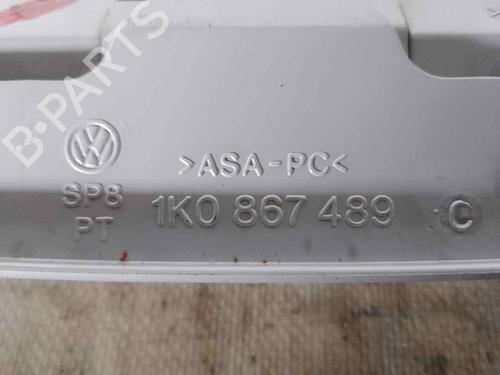 B-PARTS
>ASA-PC<
SP8
PT
1K0 867 489 C